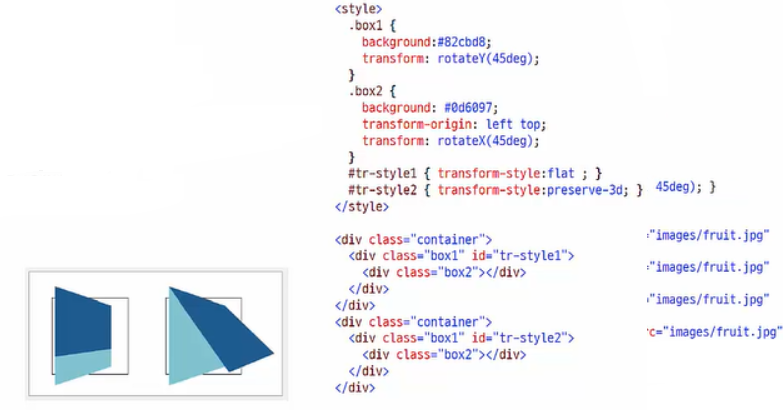 <style>
.box1 {
background:#82cbd8;
transform: rotateY(45deg);
}
.box2 {
background: #0d6097;
transform-origin: left top;
transform: rotateX(45deg);
}
#tr-style1 { transform-style:flat ; }
#tr-style2 { transform-style:preserve-3d; }
</style>
<div class="container">
<div class="box1" id="tr-style1">
<div class="box2"></div>
</div>
</div>
<div class="container">
<div class="box1" id="tr-style2">
<div class="box2"></div>
</div>
</div>
45deg); }
="images/fruit.jpg"
="images/fruit.jpg"
="images/fruit.jpg"
rc="images/fruit.jpg"